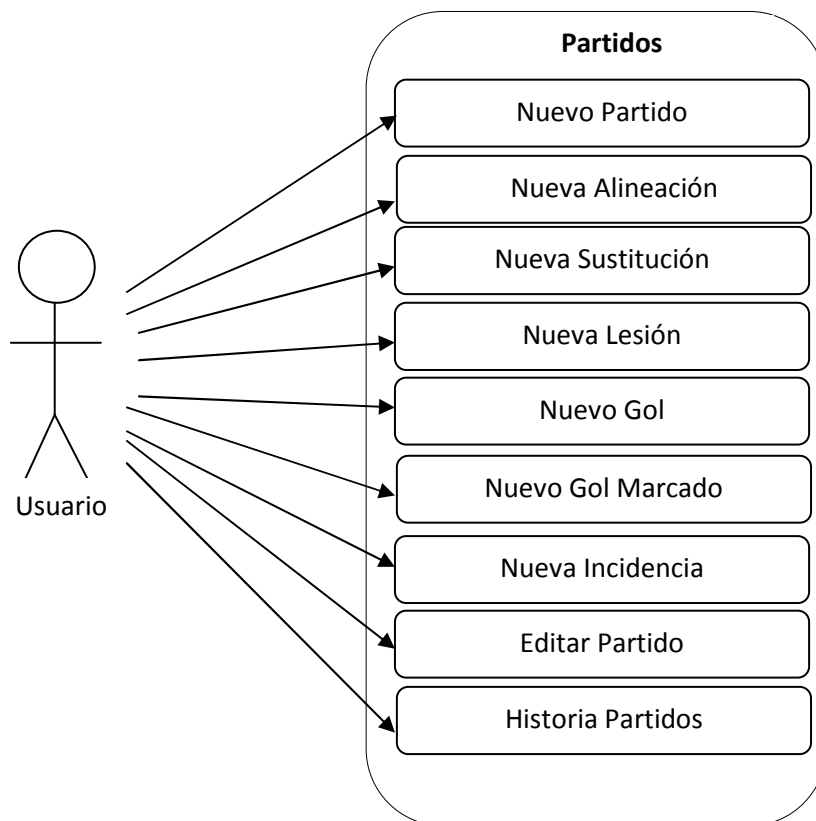 Partidos
Nuevo Partido
Nueva Alineación
Nueva Sustitución
Nueva Lesión
Nuevo Gol
Nuevo Gol Marcado
Nueva Incidencia
Editar Partido
Historia Partidos
Usuario